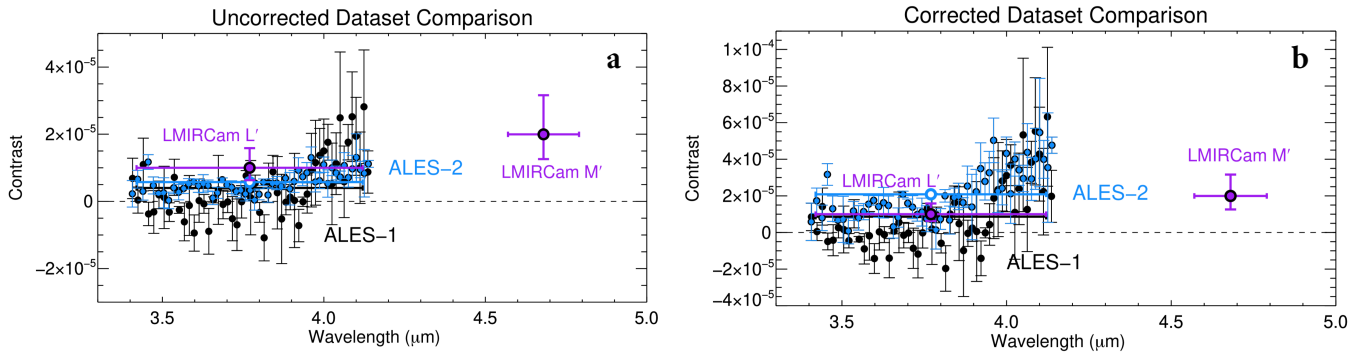 Uncorrected Dataset Comparison
a
Contrast
4×10⁻⁵
2×10⁻⁵
0
−2×10⁻⁵
LMIRCam L′
ALES−2
ALES−1
LMIRCam M′
3.5 4.0 4.5 5.0
Wavelength (μm)
Corrected Dataset Comparison
b
Contrast
1×10⁻⁴
8×10⁻⁵
6×10⁻⁵
4×10⁻⁵
2×10⁻⁵
0
−2×10⁻⁵
−4×10⁻⁵
LMIRCam L′
ALES−2
ALES−1
LMIRCam M′
3.5 4.0 4.5 5.0
Wavelength (μm)